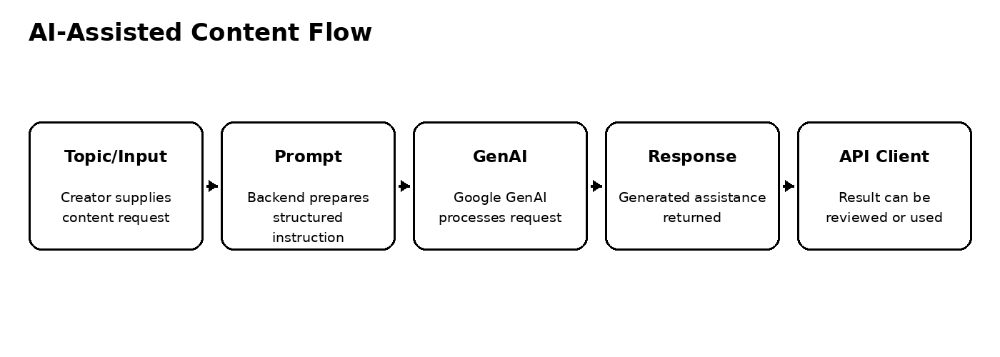 AI-Assisted Content Flow
Topic/Input
Creator supplies
content request
Prompt
Backend prepares
structured
instruction
GenAI
Google GenAI
processes request
Response
Generated assistance
returned
API Client
Result can be
reviewed or used